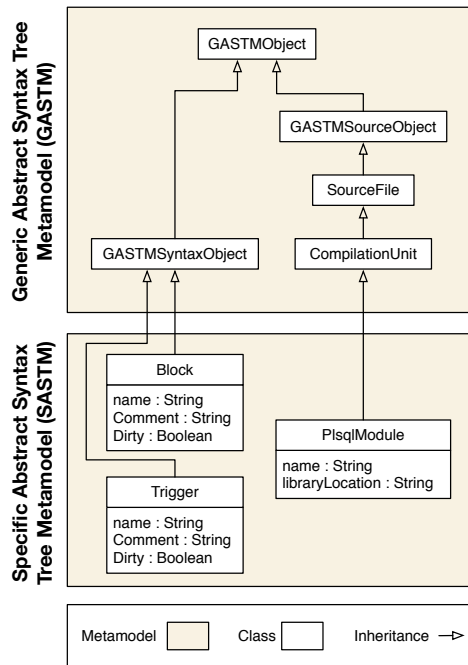 Generic Abstract Syntax Tree
Metamodel (GASTM)
GASTMObject
GASTMSourceObject
SourceFile
GASTMSyntaxObject
CompilationUnit
Specific Abstract Syntax
Tree Metamodel (SASTM)
Block
name : String
Comment : String
Dirty : Boolean
PlsqlModule
name : String
libraryLocation : String
Trigger
name : String
Comment : String
Dirty : Boolean
Metamodel
Class
Inheritance